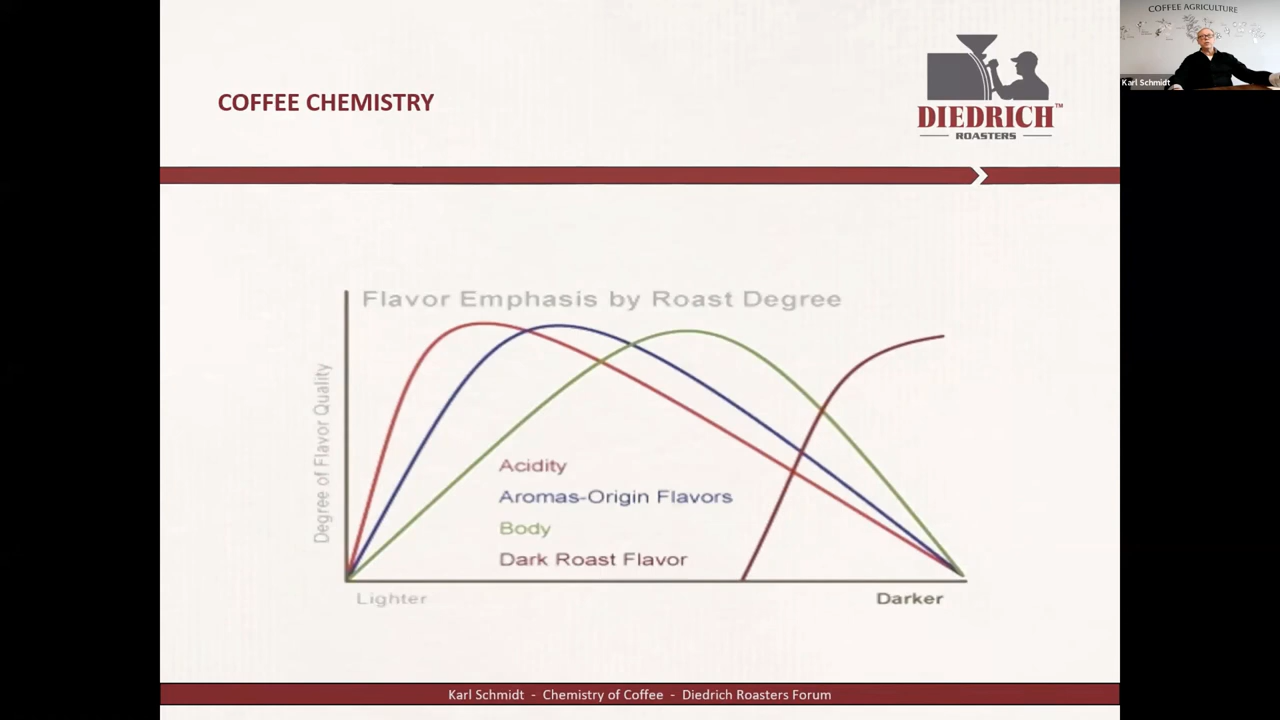 COFFEE CHEMISTRY
DIEDRICH™
ROASTERS
COFFEE AGRICULTURE
Karl Schmidt
Flavor Emphasis by Roast Degree
Degree of Flavor Quality
Acidity
Aromas-Origin Flavors
Body
Dark Roast Flavor
Lighter
Darker
Karl Schmidt - Chemistry of Coffee - Diedrich Roasters Forum